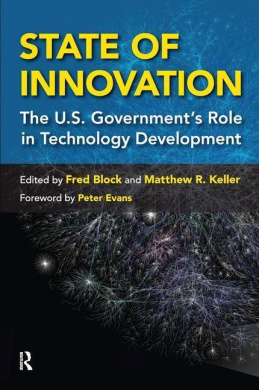 STATE OF
INNOVATION
The U.S. Government's Role
in Technology Development
Edited by Fred Block and Matthew R. Keller
Foreword by Peter Evans
R